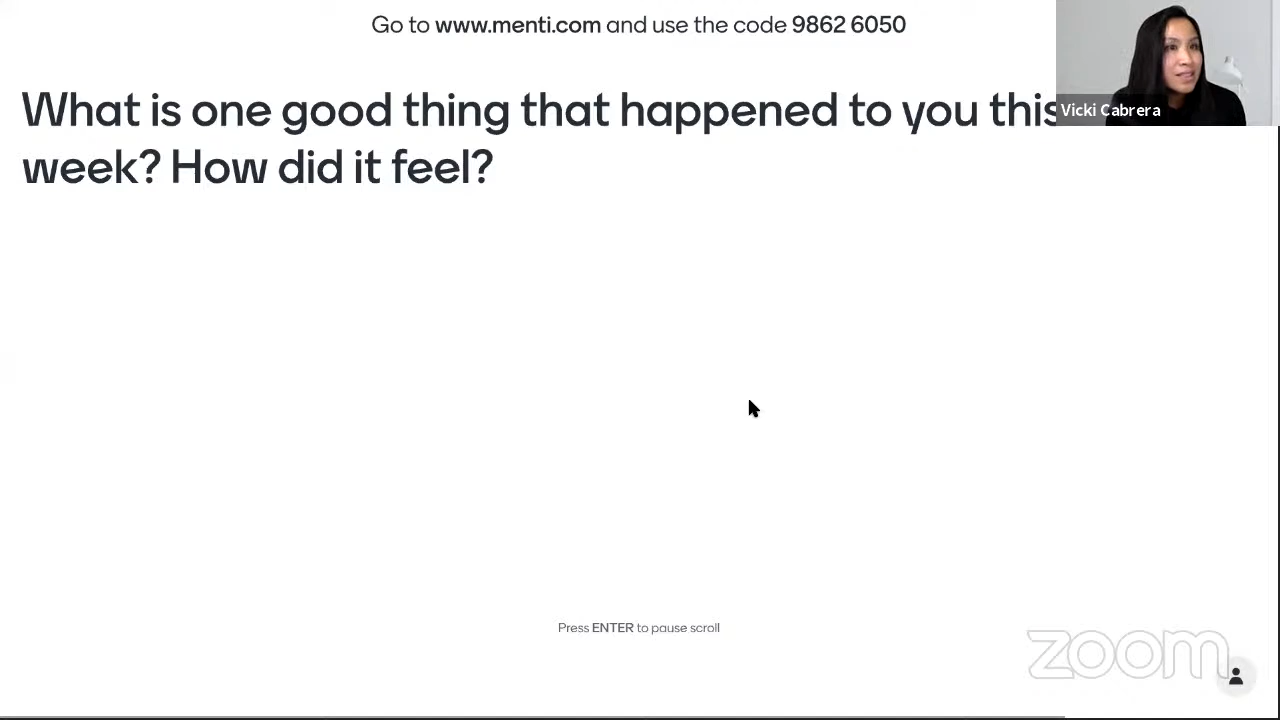 Go to www.menti.com and use the code 9862 6050
What is one good thing that happened to you this
week? How did it feel?
Vicki Cabrera
Press ENTER to pause scroll
zoom